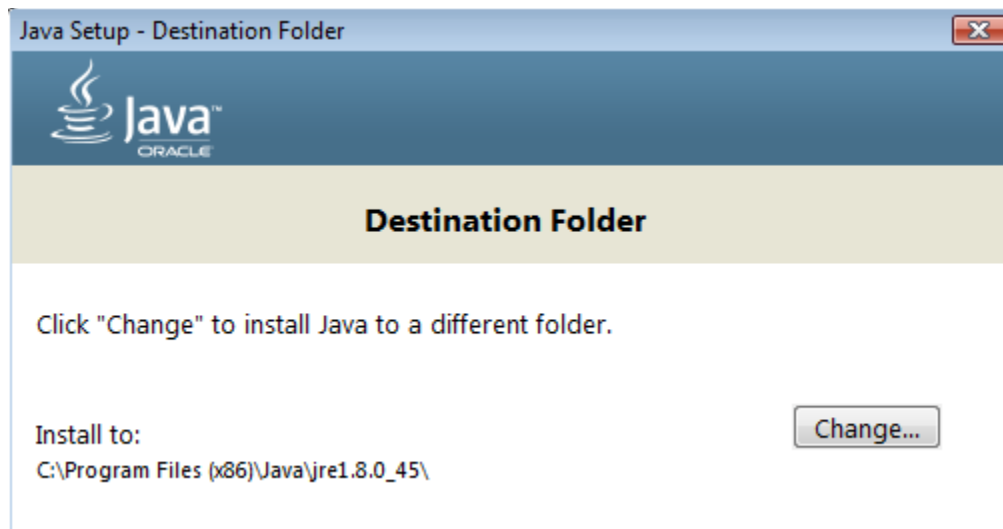 Java Setup - Destination Folder
Java™
ORACLE
Destination Folder
Click "Change" to install Java to a different folder.
Change...
Install to:
C:\Program Files (x86)\Java\jre1.8.0_45\